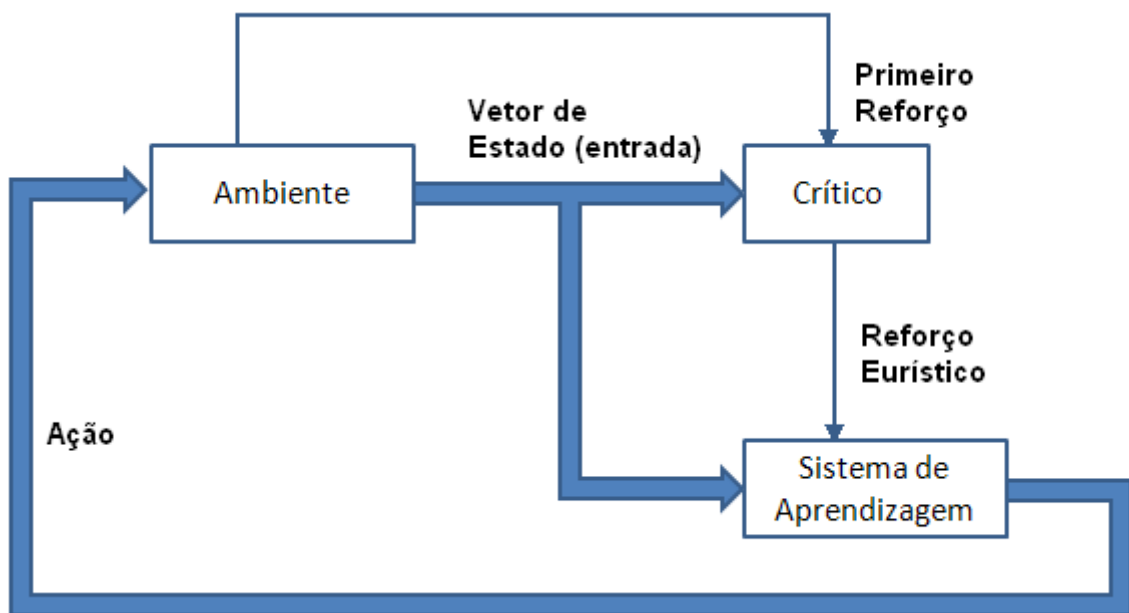 Primeiro
Reforço
Vetor de
Estado (entrada)
Ambiente
Crítico
Reforço
Eurístico
Ação
Sistema de
Aprendizagem